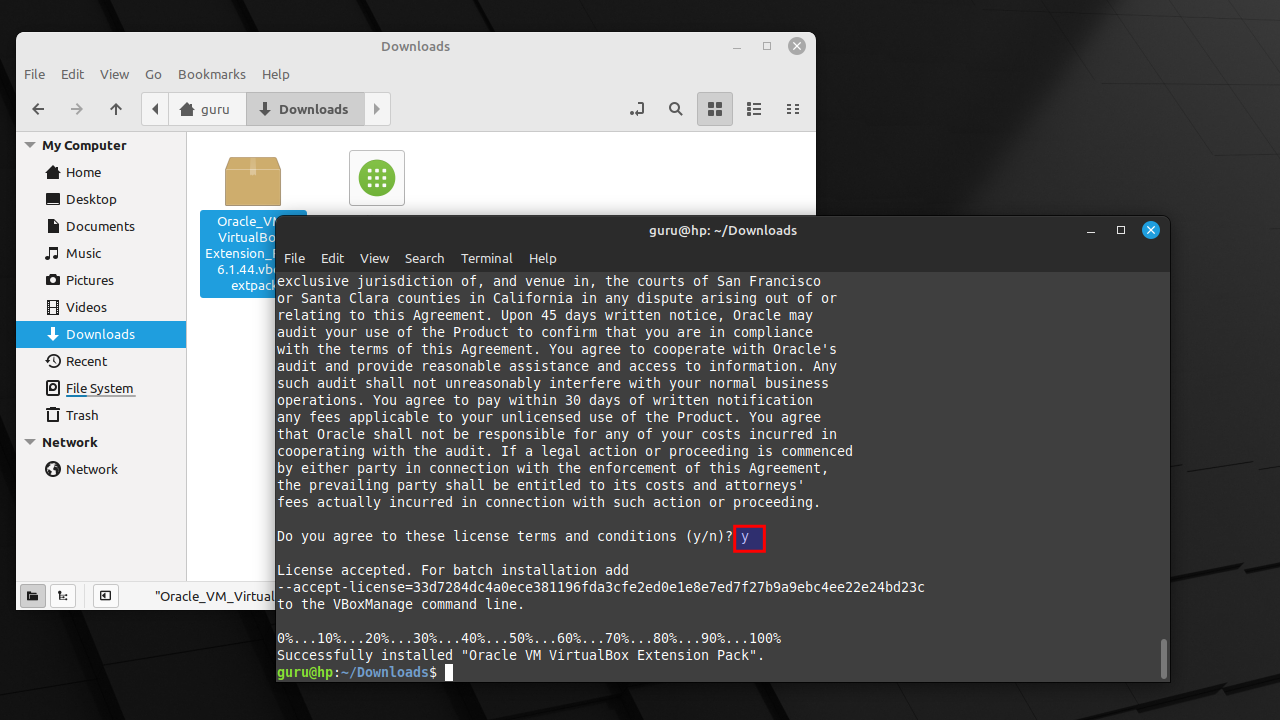 Downloads
File Edit View Go Bookmarks Help
guru Downloads
My Computer
Home
Desktop
Documents
Music
Pictures
Videos
Downloads
Recent
File System
Trash
Network
Network
Oracle_VM_
VirtualBox
Extension_
6.1.44.vbox
extpack
"Oracle_VM_Virtual
guru@hp: ~/Downloads
File Edit View Search Terminal Help
exclusive jurisdiction of, and venue in, the courts of San Francisco
or Santa Clara counties in California in any dispute arising out of or
relating to this Agreement. Upon 45 days written notice, Oracle may
audit your use of the Product to confirm that you are in compliance
with the terms of this Agreement. You agree to cooperate with Oracle's
audit and provide reasonable assistance and access to information. Any
such audit shall not unreasonably interfere with your normal business
operations. You agree to pay within 30 days of written notification
any fees applicable to your unlicensed use of the Product. You agree
that Oracle shall not be responsible for any of your costs incurred in
cooperating with the audit. If a legal action or proceeding is commenced
by either party in connection with the enforcement of this Agreement,
the prevailing party shall be entitled to its costs and attorneys'
fees actually incurred in connection with such action or proceeding.
Do you agree to these license terms and conditions (y/n)? y
License accepted. For batch installation add
--accept-license=33d7284dc4a0ece381196fda3cfe2ed0e1e8e7ed7f27b9a9ebc4ee22e24bd23c
to the VBoxManage command line.
0%...10%...20%...30%...40%...50%...60%...70%...80%...90%...100%
Successfully installed "Oracle VM VirtualBox Extension Pack".
guru@hp:~/Downloads$